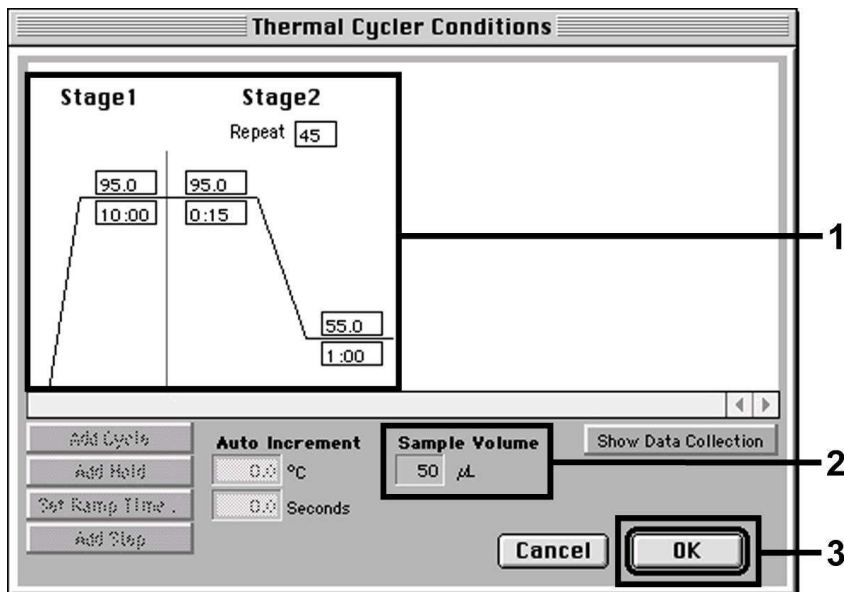 Thermal Cycler Conditions
Stage1 Stage2
Repeat 45
95.0 95.0
10:00 0:15
1
55.0
1:00
Add Cycle
Auto Increment
Sample Volume
Show Data Collection
Add Hold
0.0 °C
50 µL
2
Set Ramp Time .
0.0 Seconds
Add Step
Cancel
OK
3